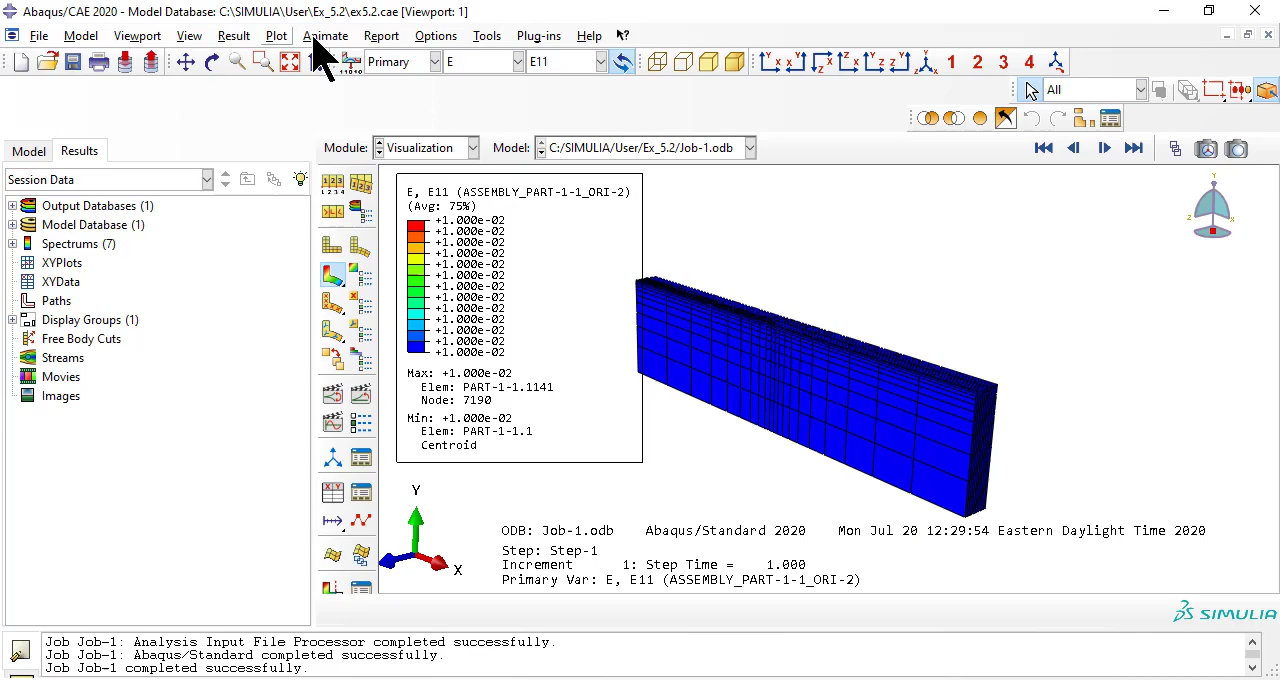 Abaqus/CAE 2020 - Model Database: C:\SIMULIA\User\Ex_5.2\ex5.2.cae [Viewport: 1]
File Model Viewport View Result Plot Animate Report Options Tools Plug-ins Help
Primary E E11 1 2 3 4
All
Model Results Module: Visualization Model: C:/SIMULIA/User/Ex_5.2/Job-1.odb
Session Data
Output Databases (1)
Model Database (1)
Spectrums (7)
XYPlots
XYData
Paths
Display Groups (1)
Free Body Cuts
Streams
Movies
Images
E, E11 (ASSEMBLY_PART-1-1_ORI-2)
(Avg: 75%)
+1.000e-02
+1.000e-02
+1.000e-02
+1.000e-02
+1.000e-02
+1.000e-02
+1.000e-02
+1.000e-02
+1.000e-02
+1.000e-02
+1.000e-02
+1.000e-02
+1.000e-02
Max: +1.000e-02
Elem: PART-1-1.1141
Node: 7190
Min: +1.000e-02
Elem: PART-1-1.1
Centroid
Y
X
Y
Z
X
ODB: Job-1.odb Abaqus/Standard 2020 Mon Jul 20 12:29:54 Eastern Daylight Time 2020
Step: Step-1
Increment 1: Step Time = 1.000
Primary Var: E, E11 (ASSEMBLY_PART-1-1_ORI-2)
SIMULIA
Job Job-1: Analysis Input File Processor completed successfully.
Job Job-1: Abaqus/Standard completed successfully.
Job Job-1 completed successfully.